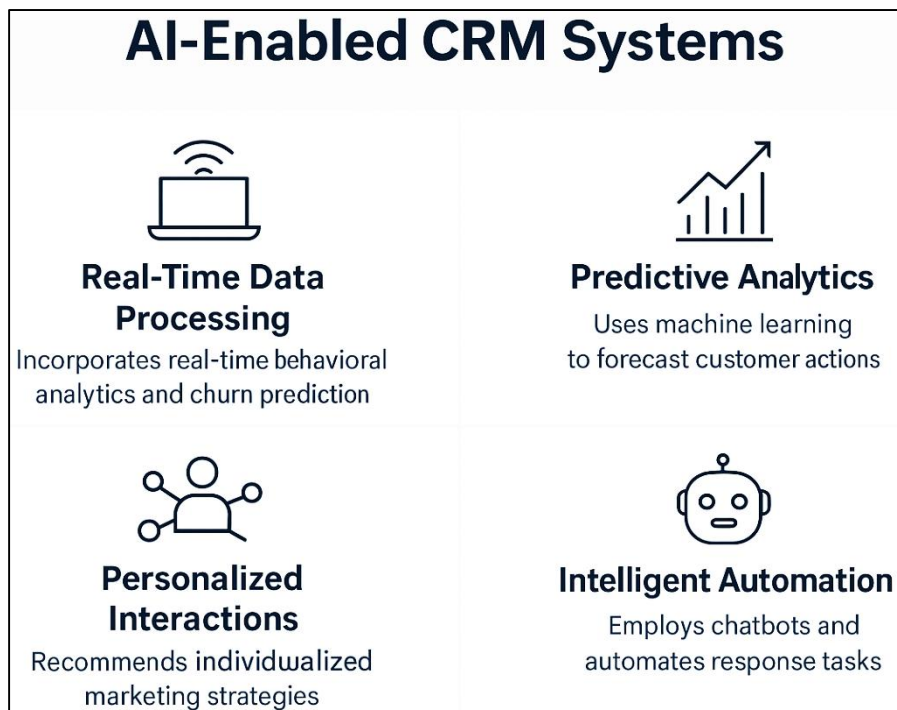 AI-Enabled CRM Systems
Real-Time Data
Processing
Incorporates real-time behavioral
analytics and churn prediction
Predictive Analytics
Uses machine learning
to forecast customer actions
Personalized
Interactions
Recommends individualized
marketing strategies
Intelligent Automation
Employs chatbots and
automates response tasks